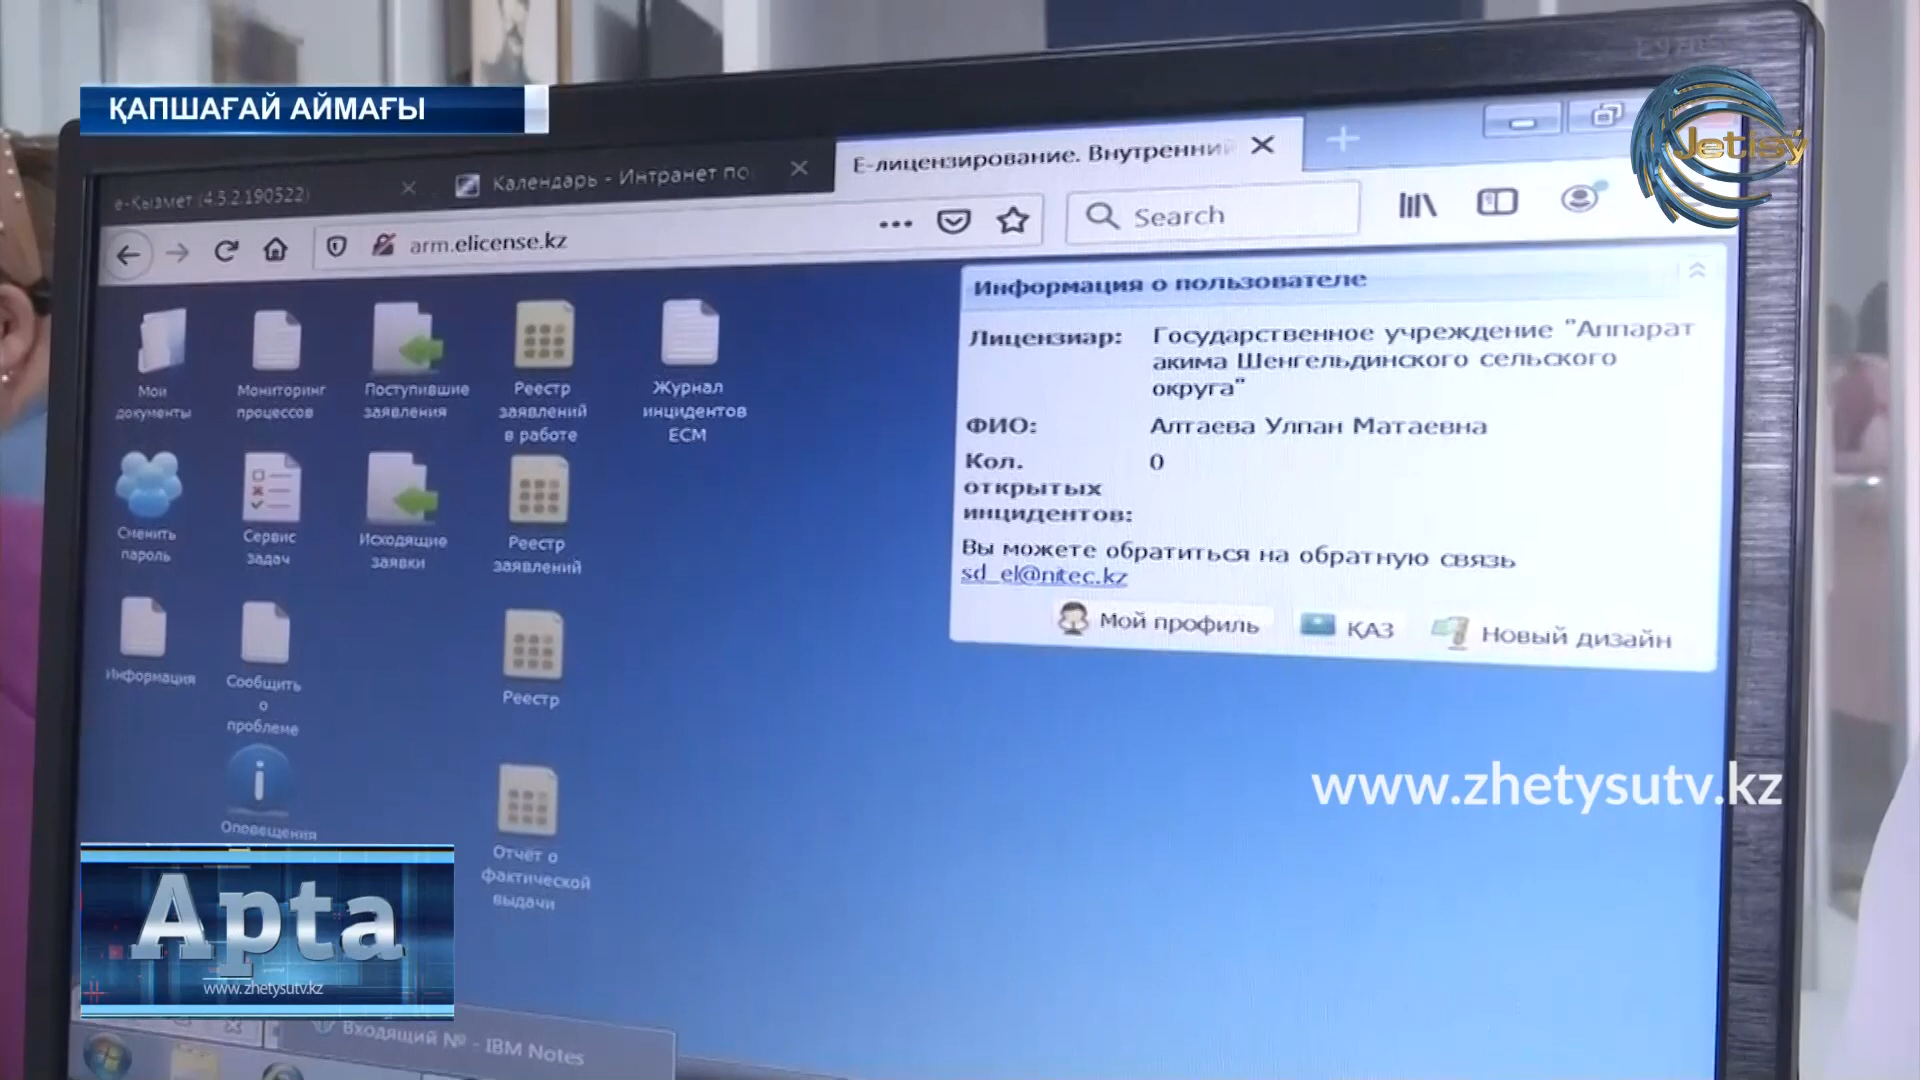 ҚАПШАҒАЙ АЙМАҒЫ
Jetisý
е-Кызмет (4.5.2.190522)
Календарь - Интранет по
Е-лицензирование. Внутренний
arm.elicense.kz
Search
Мои
документы
Мониторинг
процессов
Поступившие
заявления
Реестр
заявлений
в работе
Журнал
инцидентов
ЕСМ
Сменить
пароль
Сервис
задач
Исходящие
заявки
Реестр
заявлений
Информация
Сообщить
о
проблеме
Реестр
Оповещения
Отчёт о
фактической
выдачи
Информация о пользователе
Лицензиар: Государственное учреждение "Аппарат
акима Шенгельдинского сельского
округа"
ФИО: Алтаева Улпан Матаевна
Кол. 0
открытых
инцидентов:
Вы можете обратиться на обратную связь
sd_el@nitec.kz
Мой профиль ҚАЗ Новый дизайн
www.zhetysutv.kz
Apta
www.zhetysutv.kz
Входящий № - IBM Notes